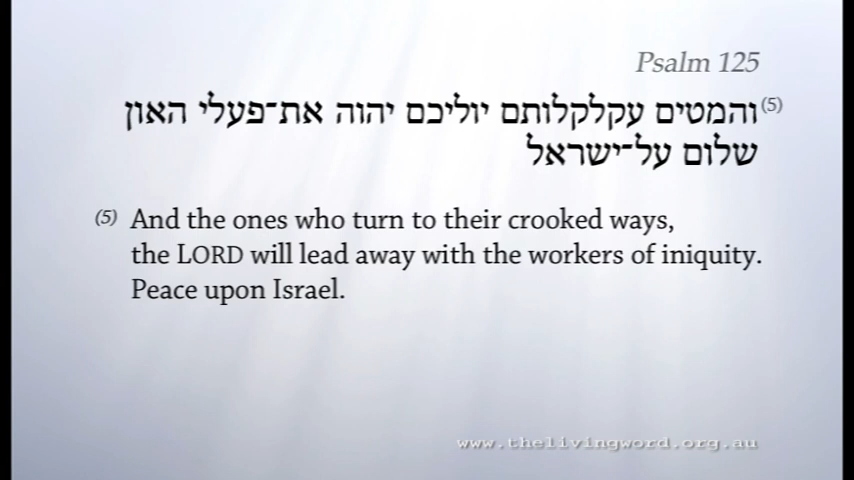 Psalm 125
(5) והמטים עקלקלותם יוליכם יהוה את־פעלי האון
שלום על־ישראל
(5) And the ones who turn to their crooked ways,
the LORD will lead away with the workers of iniquity.
Peace upon Israel.
www.thelivingword.org.au